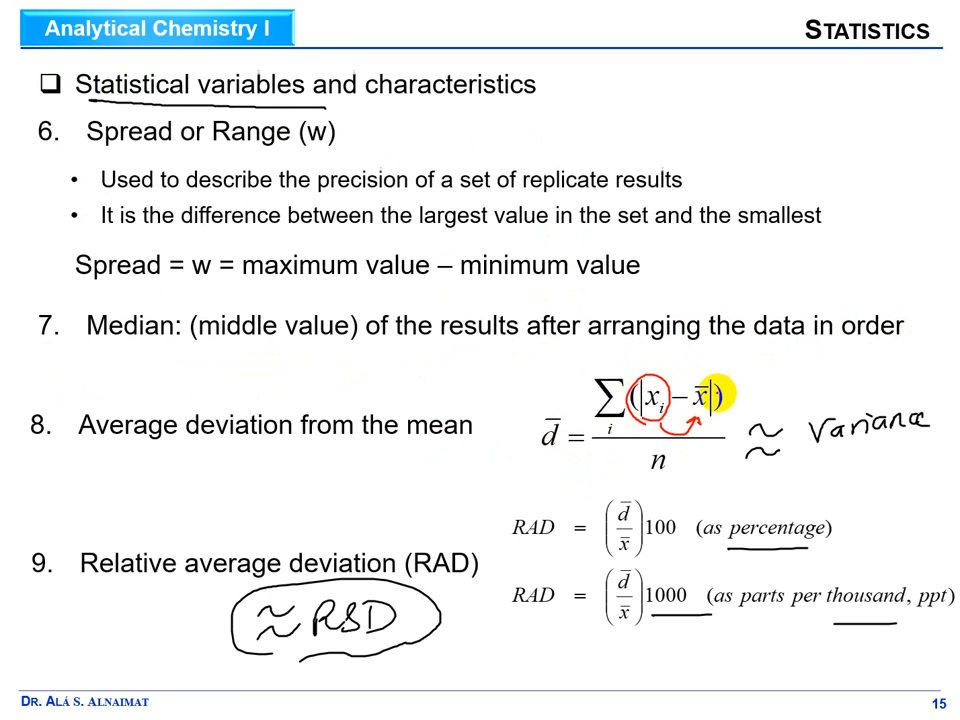 Analytical Chemistry I
STATISTICS
❑ Statistical variables and characteristics
6. Spread or Range (w)
• Used to describe the precision of a set of replicate results
• It is the difference between the largest value in the set and the smallest
Spread = w = maximum value – minimum value
7. Median: (middle value) of the results after arranging the data in order
8. Average deviation from the mean
d̅ = ∑i (|xi − x̅|) / n ≈ variance
9. Relative average deviation (RAD)
≈ RSD
RAD = (d̅ / x̅) 100 (as percentage)
RAD = (d̅ / x̅) 1000 (as parts per thousand, ppt)
DR. ALÁ S. ALNAIMAT
15